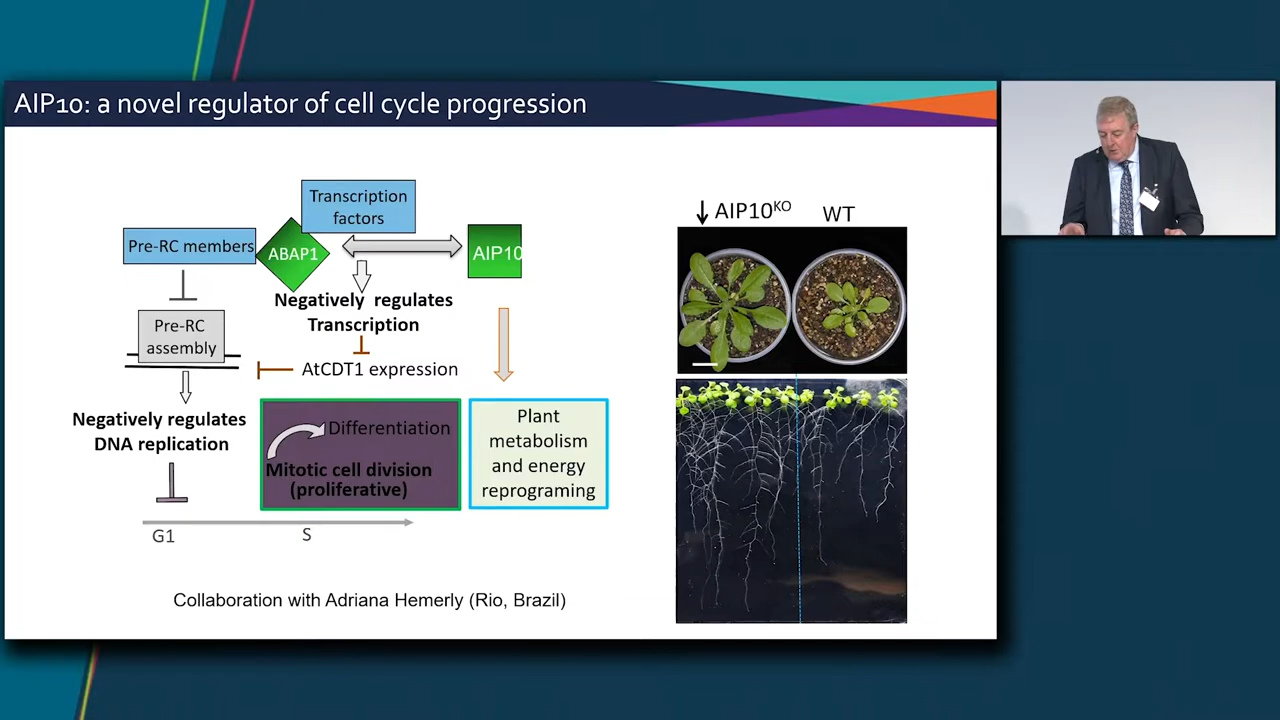 AIP10: a novel regulator of cell cycle progression
Transcription
factors
Pre-RC members
ABAP1
AIP10
Negatively regulates
Transcription
Pre-RC
assembly
AtCDT1 expression
Negatively regulates
DNA replication
Differentiation
Mitotic cell division
(proliferative)
Plant
metabolism
and energy
reprograming
G1
S
Collaboration with Adriana Hemerly (Rio, Brazil)
AIP10KO
WT